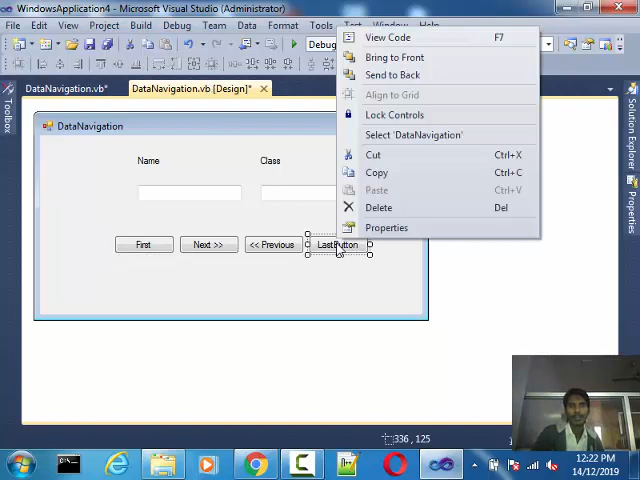 WindowsApplication4 - Microsoft Visual Studio (Administrator)
File Edit View Project Build Debug Team Data Tools Test Window Help
Debug
DataNavigation.vb* DataNavigation.vb [Design]*
Toolbox
Solution Explorer
Properties
DataNavigation
Name Class
First Next >> << Previous LastButton
View Code F7
Bring to Front
Send to Back
Align to Grid
Lock Controls
Select 'DataNavigation'
Cut Ctrl+X
Copy Ctrl+C
Paste Ctrl+V
Delete Del
Properties
336 , 125
12:22 PM
14/12/2019